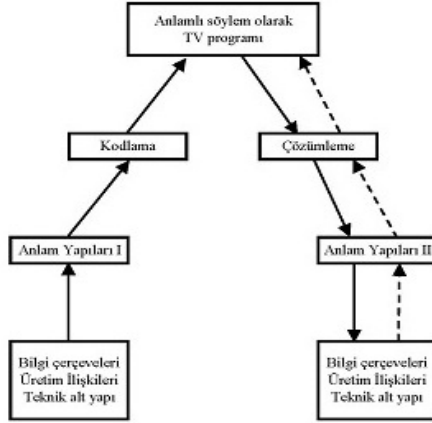 Anlamlı söylem olarak
TV programı
Kodlama
Çözümleme
Anlam Yapıları I
Anlam Yapıları II
Bilgi çerçeveleri
Üretim İlişkileri
Teknik alt yapı
Bilgi çerçeveleri
Üretim İlişkileri
Teknik alt yapı